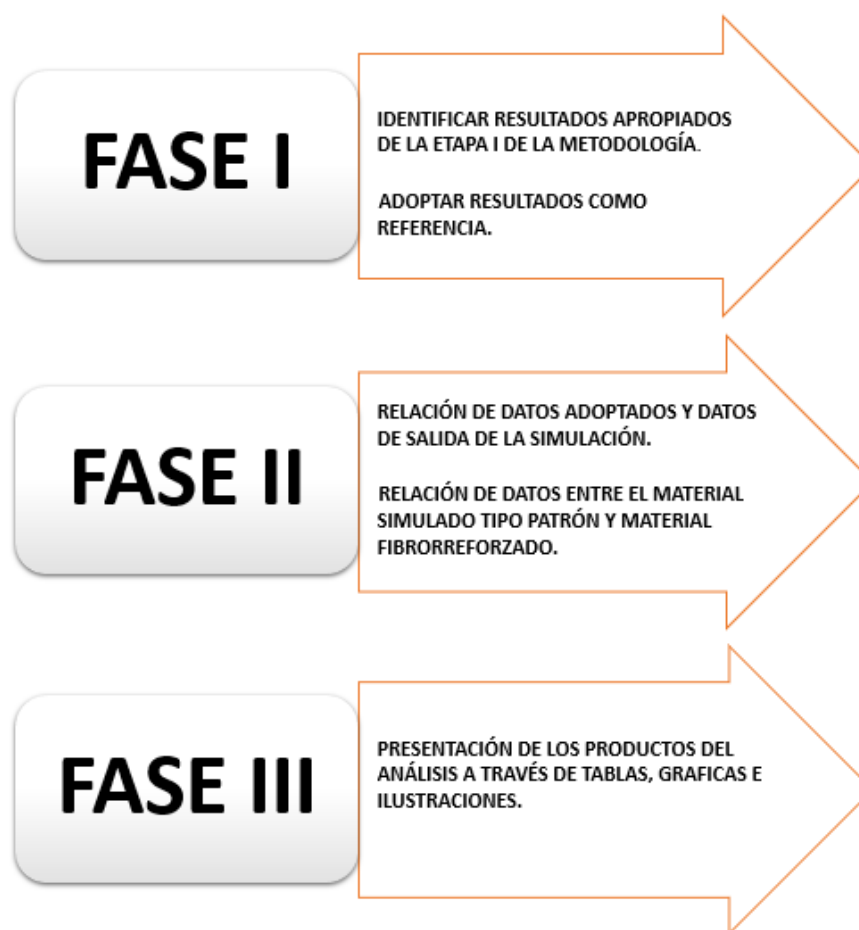 FASE I
IDENTIFICAR RESULTADOS APROPIADOS
DE LA ETAPA I DE LA METODOLOGÍA.
ADOPTAR RESULTADOS COMO
REFERENCIA.
FASE II
RELACIÓN DE DATOS ADOPTADOS Y DATOS
DE SALIDA DE LA SIMULACIÓN.
RELACIÓN DE DATOS ENTRE EL MATERIAL
SIMULADO TIPO PATRÓN Y MATERIAL
FIBRORREFORZADO.
FASE III
PRESENTACIÓN DE LOS PRODUCTOS DEL
ANÁLISIS A TRAVÉS DE TABLAS, GRAFICAS E
ILUSTRACIONES.